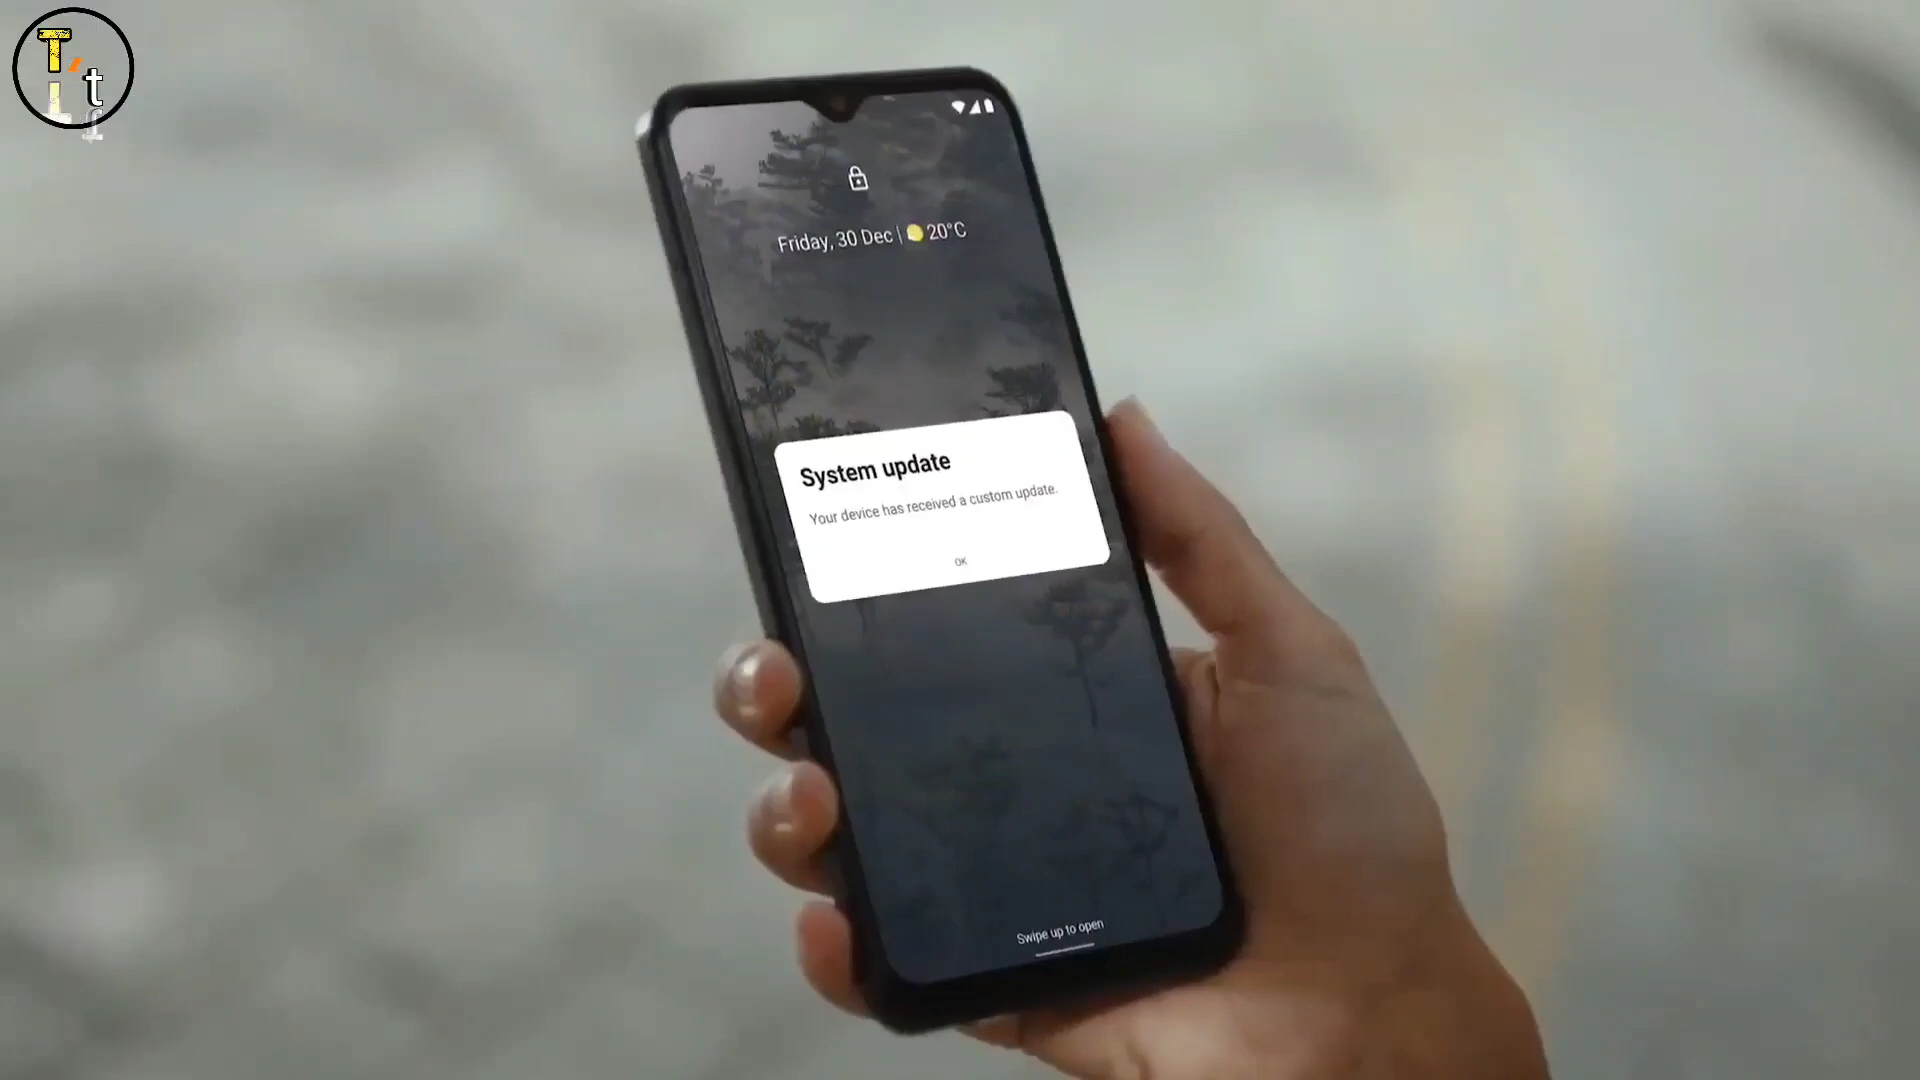 T't
Friday, 30 Dec | 20°C
System update
Your device has received a custom update.
OK
Swipe up to open